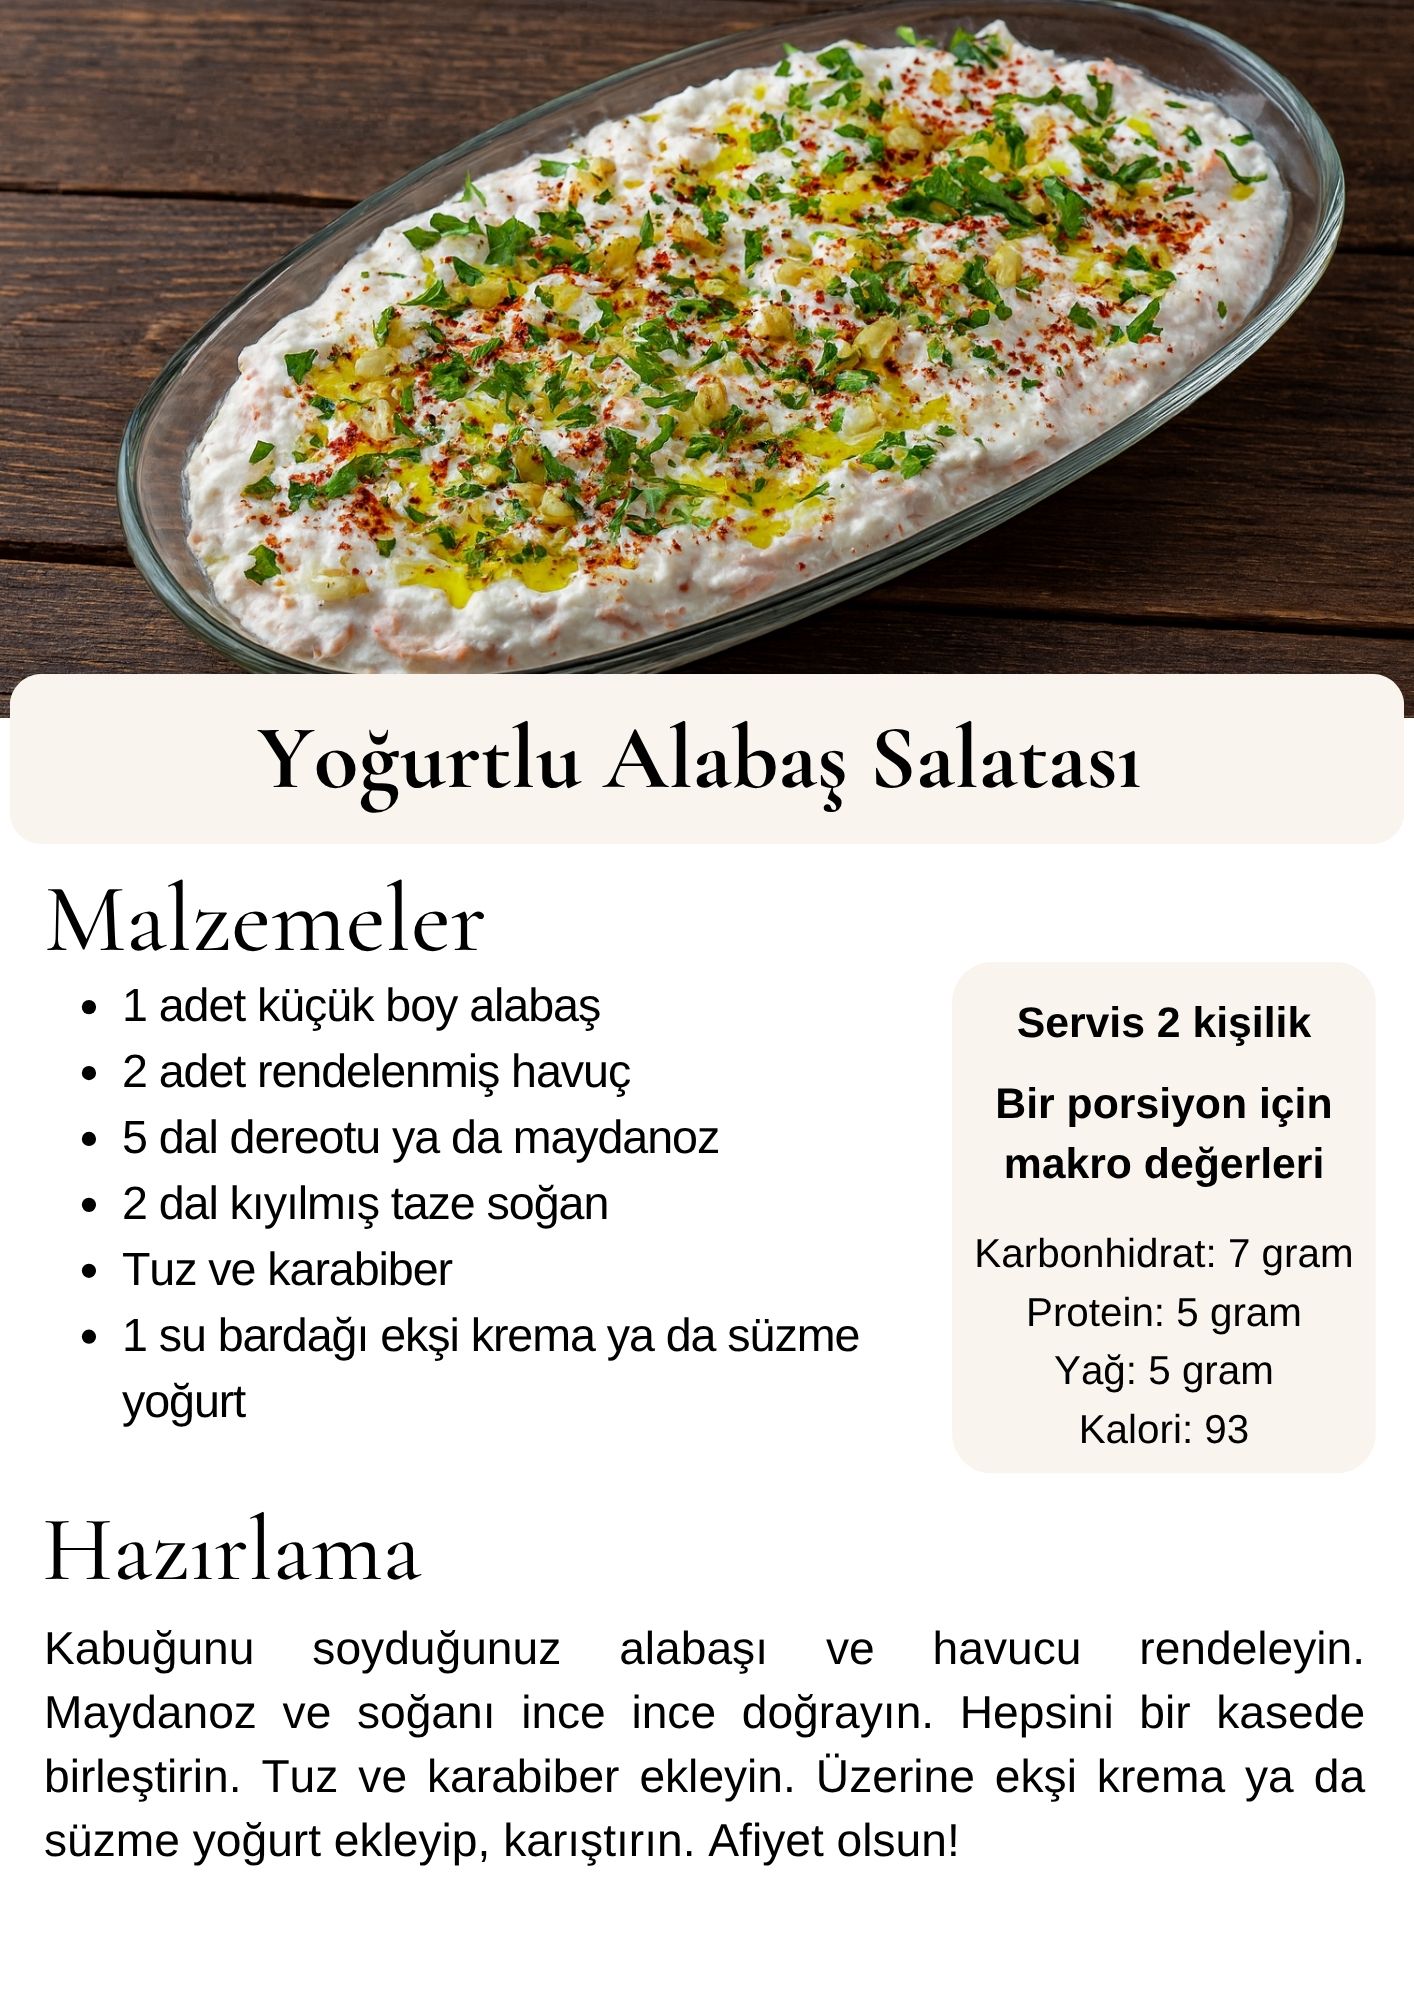 Yoğurtlu Alabaş Salatası
Malzemeler
• 1 adet küçük boy alabaş
• 2 adet rendelenmiş havuç
• 5 dal dereotu ya da maydanoz
• 2 dal kıyılmış taze soğan
• Tuz ve karabiber
• 1 su bardağı ekşi krema ya da süzme
yoğurt
Servis 2 kişilik
Bir porsiyon için
makro değerleri
Karbonhidrat: 7 gram
Protein: 5 gram
Yağ: 5 gram
Kalori: 93
Hazırlama
Kabuğunu soyduğunuz alabaşı ve havucu rendeleyin.
Maydanoz ve soğanı ince ince doğrayın. Hepsini bir kasede
birleştirin. Tuz ve karabiber ekleyin. Üzerine ekşi krema ya da
süzme yoğurt ekleyip, karıştırın. Afiyet olsun!